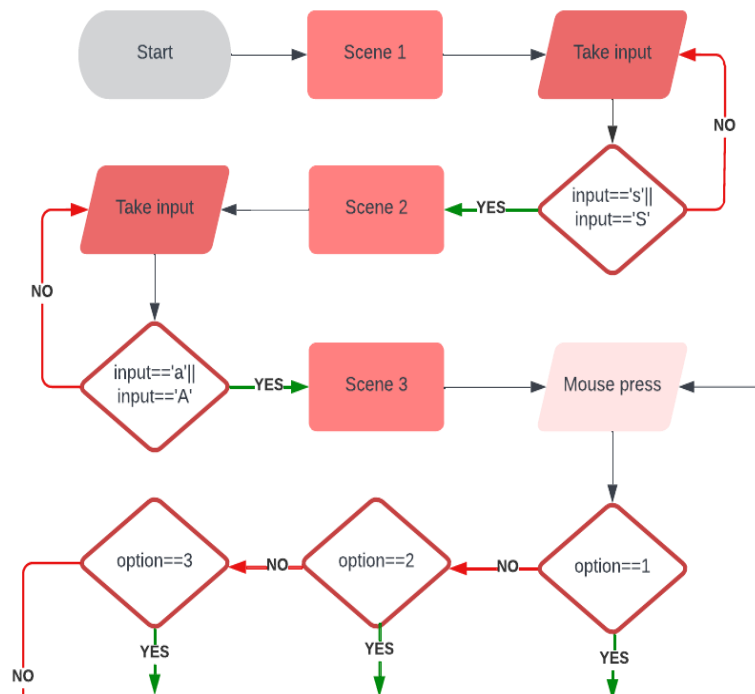 Start
Scene 1
Take input
NO
input=='s'||
input=='S'
YES
Scene 2
Take input
NO
input=='a'||
input=='A'
YES
Scene 3
Mouse press
option==1
NO
option==2
NO
option==3
NO
YES
YES
YES